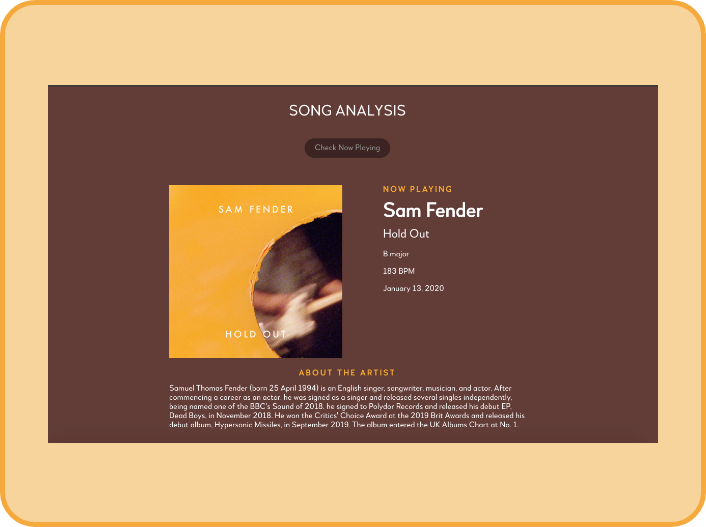 SONG ANALYSIS
Check Now Playing
SAM FENDER
HOLD OUT
NOW PLAYING
Sam Fender
Hold Out
B major
183 BPM
January 13, 2020
ABOUT THE ARTIST
Samuel Thomas Fender (born 25 April 1994) is an English singer, songwriter, musician, and actor. After
commencing a career as an actor, he was signed as a singer and released several singles independently,
being named one of the BBC's Sound of 2018, he signed to Polydor Records and released his debut EP,
Dead Boys, in November 2018. He won the Critics' Choice Award at the 2019 Brit Awards and released his
debut album, Hypersonic Missiles, in September 2019. The album entered the UK Albums Chart at No. 1.